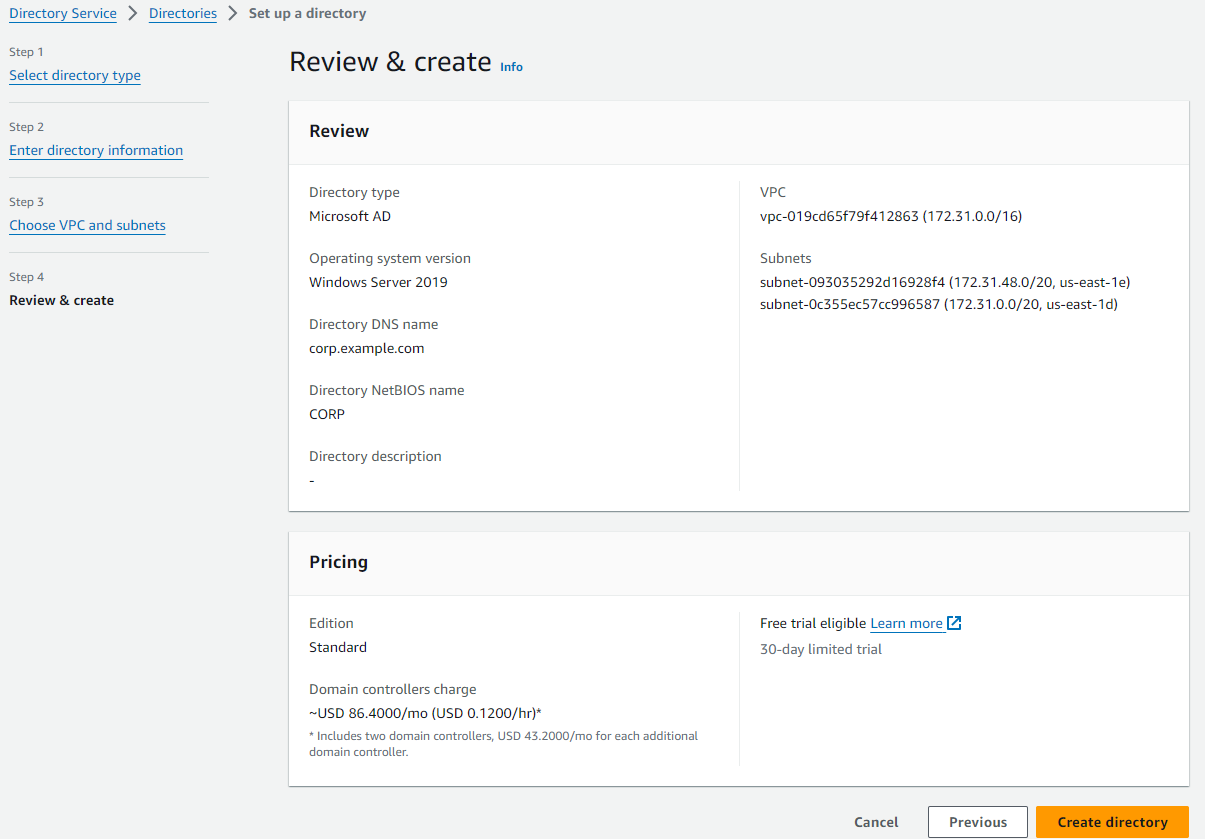 Directory Service > Directories > Set up a directory
Step 1
Select directory type
Step 2
Enter directory information
Step 3
Choose VPC and subnets
Step 4
Review & create
Review & create Info
Review
Directory type
Microsoft AD
Operating system version
Windows Server 2019
Directory DNS name
corp.example.com
Directory NetBIOS name
CORP
Directory description
-
VPC
vpc-019cd65f79f412863 (172.31.0.0/16)
Subnets
subnet-093035292d16928f4 (172.31.48.0/20, us-east-1e)
subnet-0c355ec57cc996587 (172.31.0.0/20, us-east-1d)
Pricing
Edition
Standard
Domain controllers charge
~USD 86.4000/mo (USD 0.1200/hr)*
* Includes two domain controllers, USD 43.2000/mo for each additional
domain controller.
Free trial eligible Learn more
30-day limited trial
Cancel
Previous
Create directory